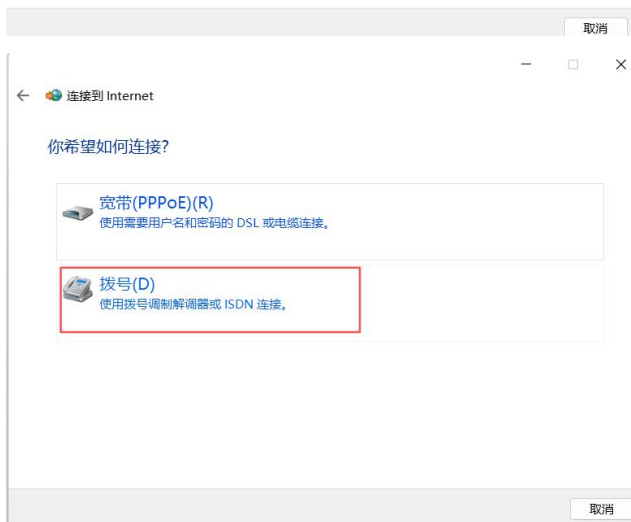 取消
连接到 Internet
你希望如何连接?
宽带(PPPoE)(R)
使用需要用户名和密码的 DSL 或电缆连接。
拨号(D)
使用拨号调制解调器或 ISDN 连接。
取消